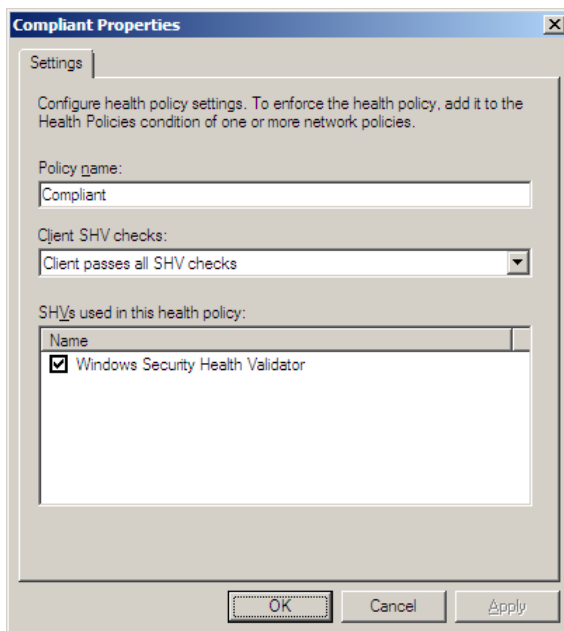 Compliant Properties
Settings
Configure health policy settings. To enforce the health policy, add it to the
Health Policies condition of one or more network policies.
Policy name:
Compliant
Client SHV checks:
Client passes all SHV checks
SHVs used in this health policy:
Name
Windows Security Health Validator
OK Cancel Apply